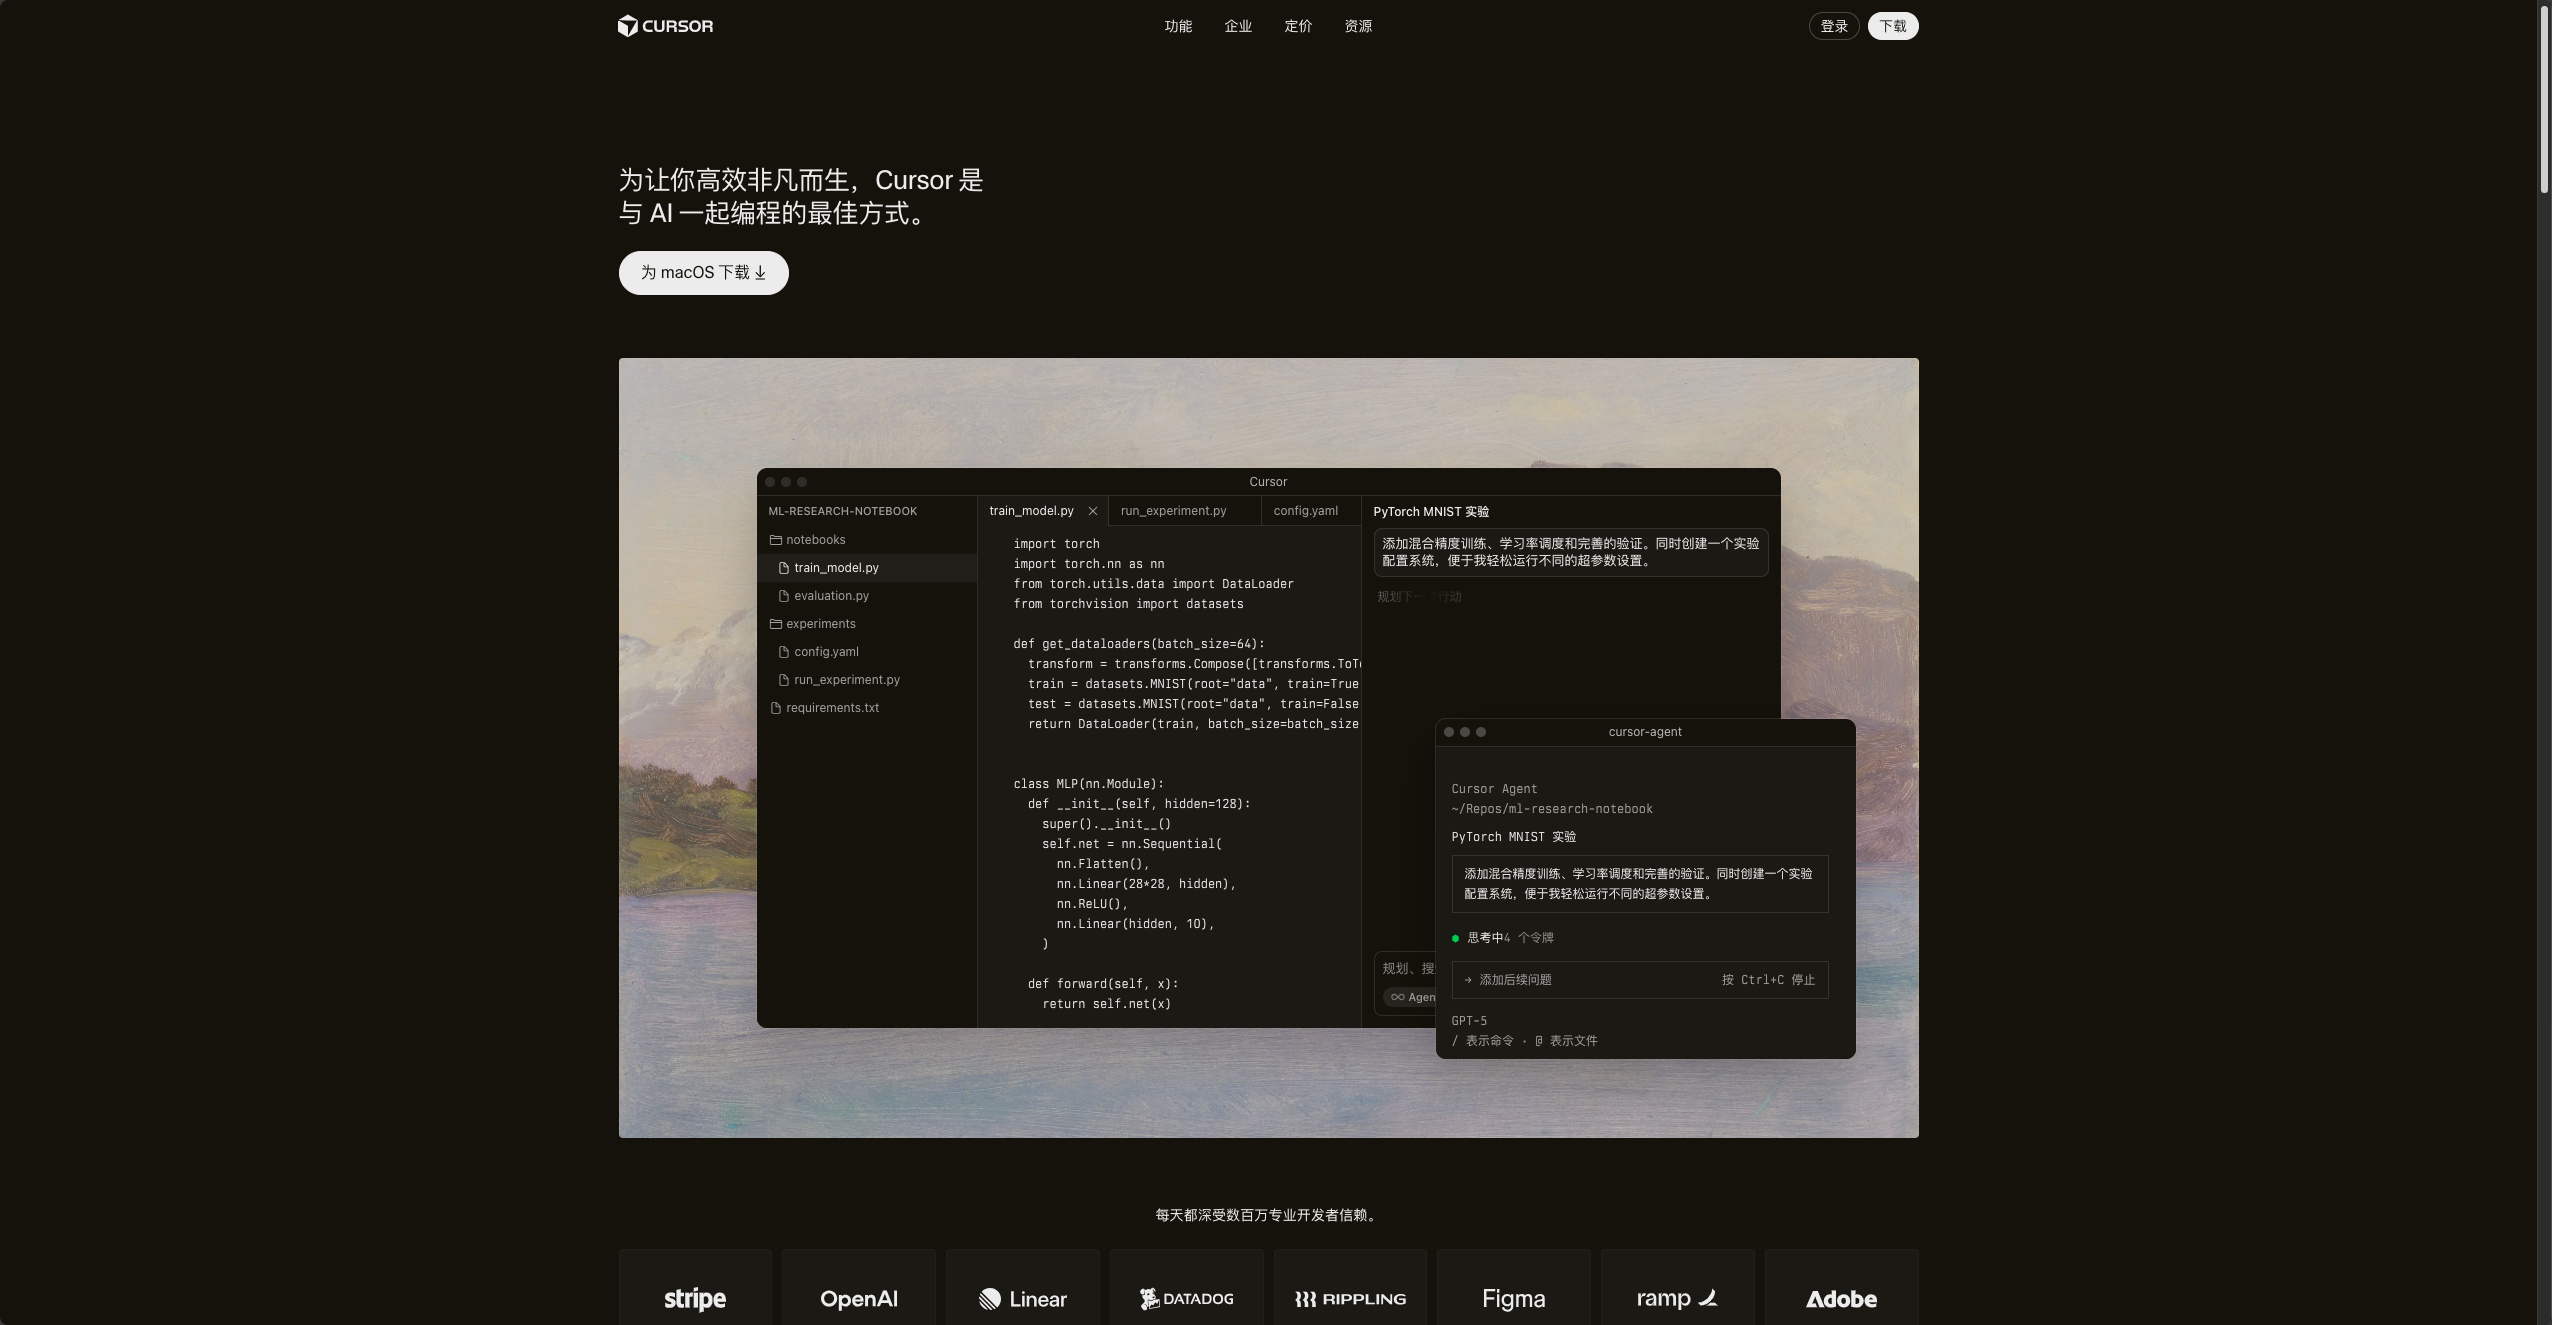 CURSOR
功能
企业
定价
资源
登录
下载
为让你高效非凡而生，Cursor 是
与 AI 一起编程的最佳方式。
为 macOS 下载
Cursor
ML-RESEARCH-NOTEBOOK
notebooks
train_model.py
evaluation.py
experiments
config.yaml
run_experiment.py
requirements.txt
train_model.py
run_experiment.py
config.yaml
import torch
import torch.nn as nn
from torch.utils.data import DataLoader
from torchvision import datasets
def get_dataloaders(batch_size=64):
transform = transforms.Compose([transforms.ToT
train = datasets.MNIST(root="data", train=True
test = datasets.MNIST(root="data", train=False
return DataLoader(train, batch_size=batch_size
class MLP(nn.Module):
def __init__(self, hidden=128):
super().__init__()
self.net = nn.Sequential(
nn.Flatten(),
nn.Linear(28*28, hidden),
nn.ReLU(),
nn.Linear(hidden, 10),
)
def forward(self, x):
return self.net(x)
PyTorch MNIST 实验
添加混合精度训练、学习率调度和完善的验证。同时创建一个实验
配置系统，便于我轻松运行不同的超参数设置。
规划下一步行动
规划、搜
Agen
cursor-agent
Cursor Agent
~/Repos/ml-research-notebook
PyTorch MNIST 实验
添加混合精度训练、学习率调度和完善的验证。同时创建一个实验
配置系统，便于我轻松运行不同的超参数设置。
思考中4 个令牌
→ 添加后续问题
按 Ctrl+C 停止
GPT-5
/ 表示命令 · @ 表示文件
每天都深受数百万专业开发者信赖。
stripe
OpenAI
Linear
DATADOG
RIPPLING
Figma
ramp
Adobe